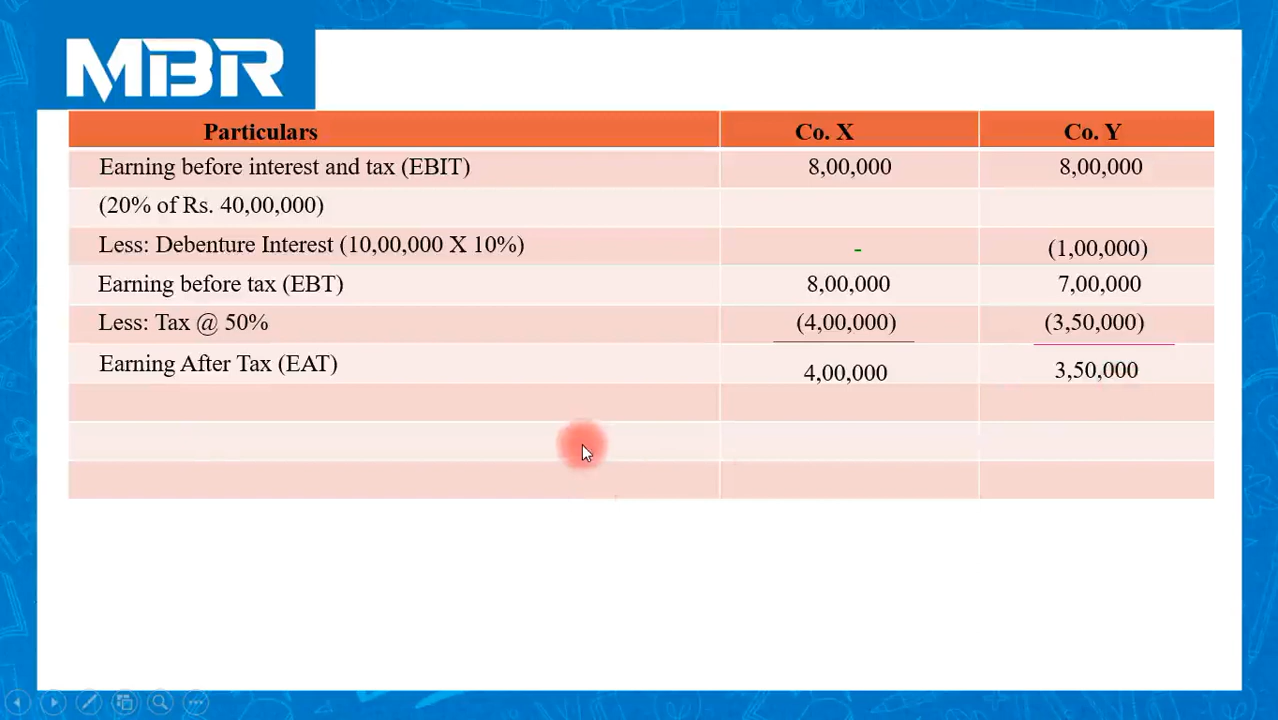 MBR
Particulars Co. X Co. Y
Earning before interest and tax (EBIT) 8,00,000 8,00,000
(20% of Rs. 40,00,000)
Less: Debenture Interest (10,00,000 X 10%) - (1,00,000)
Earning before tax (EBT) 8,00,000 7,00,000
Less: Tax @ 50% (4,00,000) (3,50,000)
Earning After Tax (EAT) 4,00,000 3,50,000